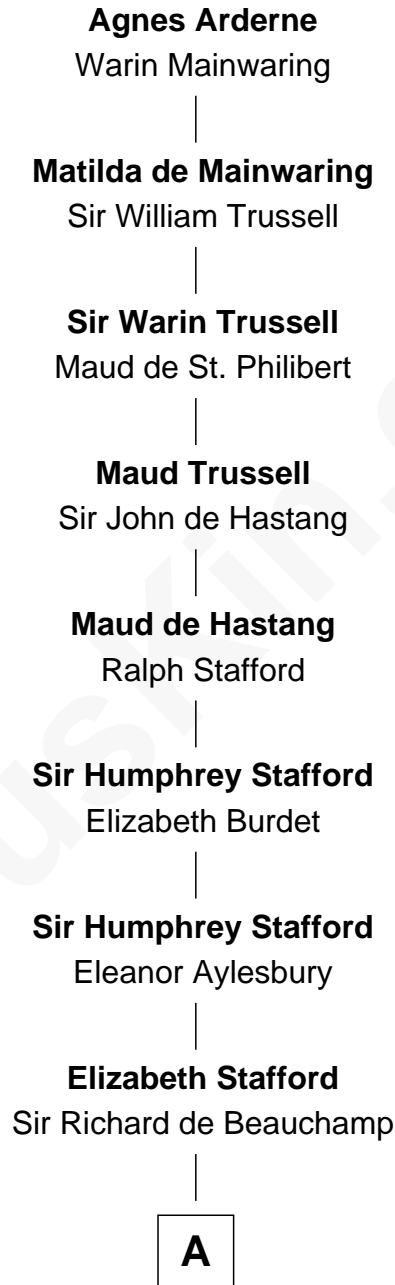 Agnes Arderne
Warin Mainwaring
Matilda de Mainwaring
Sir William Trussell
Sir Warin Trussell
Maud de St. Philibert
Maud Trussell
Sir John de Hastang
Maud de Hastang
Ralph Stafford
Sir Humphrey Stafford
Elizabeth Burdet
Sir Humphrey Stafford
Eleanor Aylesbury
Elizabeth Stafford
Sir Richard de Beauchamp
A